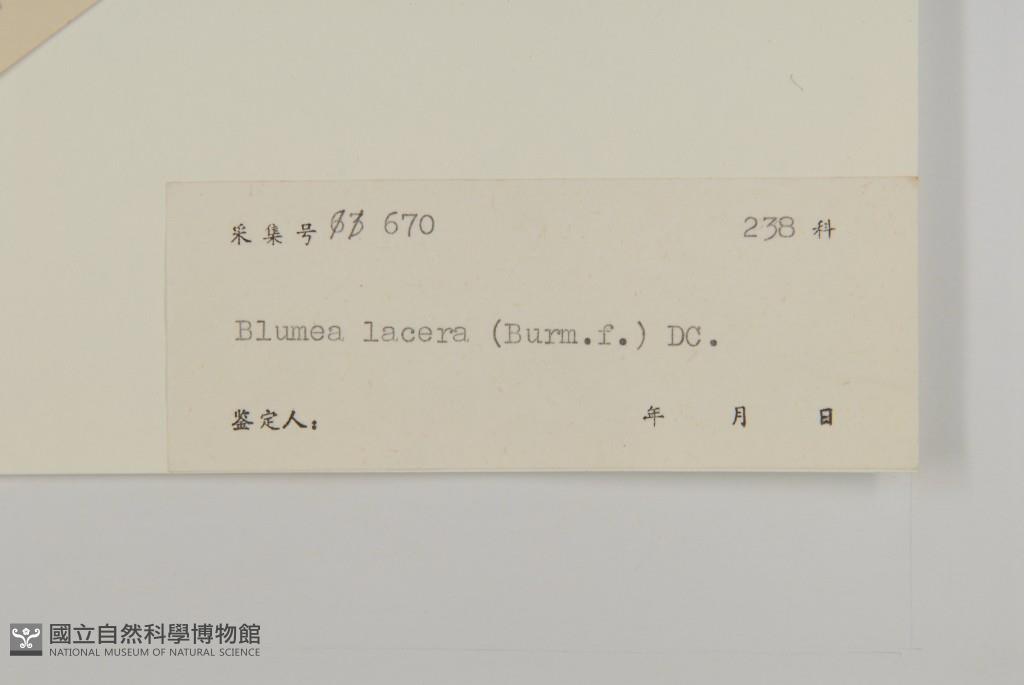 采集号 670 238 科
Blumea lacera (Burm.f.) DC.
鉴定人： 年 月 日
國立自然科學博物館
NATIONAL MUSEUM OF NATURAL SCIENCE